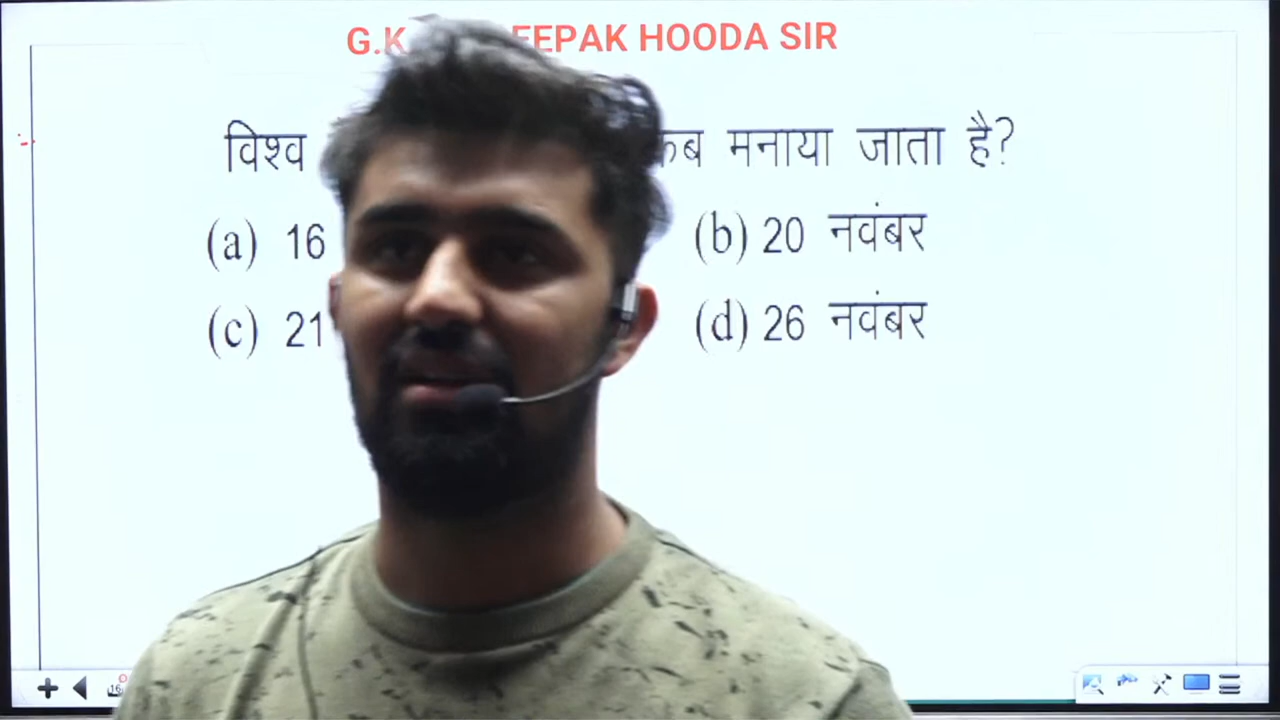 G.K EEPAK HOODA SIR
विश्व कब मनाया जाता है?
(a) 16 (b) 20 नवंबर
(c) 21 (d) 26 नवंबर